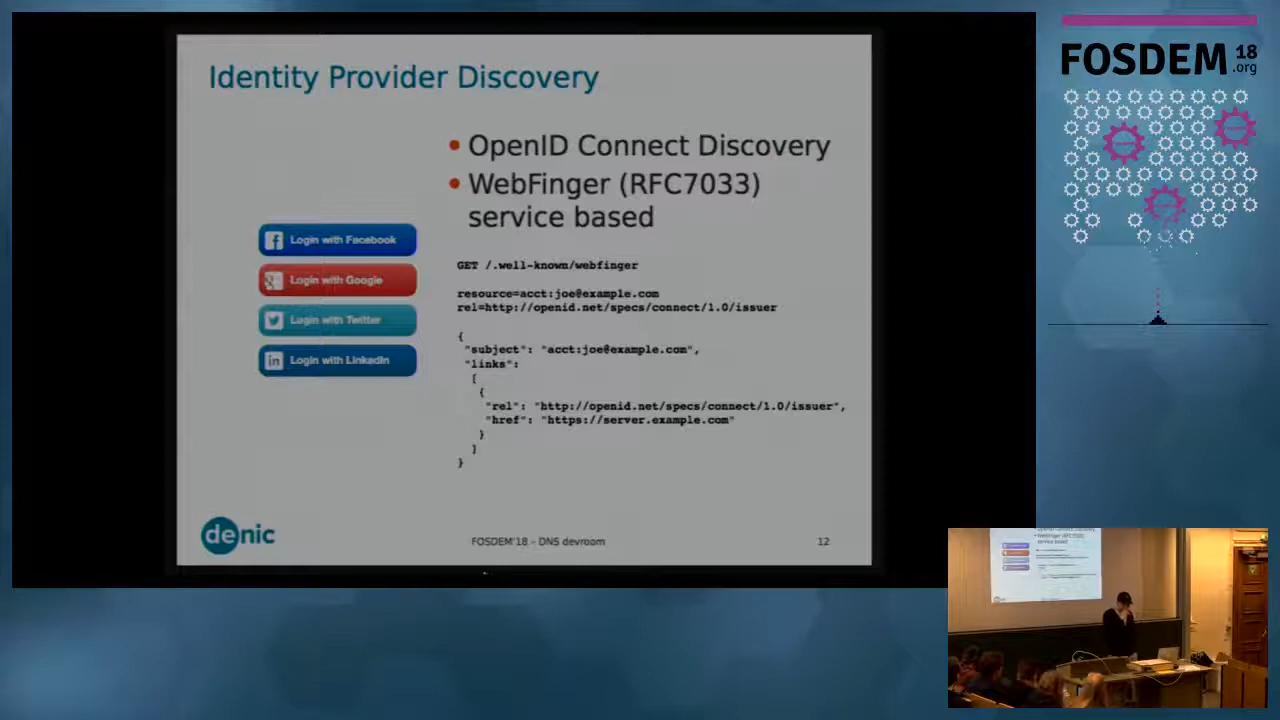 Identity Provider Discovery
• OpenID Connect Discovery
• WebFinger (RFC7033)
service based
Login with Facebook
Login with Google
Login with Twitter
Login with LinkedIn
GET /.well-known/webfinger
resource=acct:joe@example.com
rel=http://openid.net/specs/connect/1.0/issuer
{
"subject": "acct:joe@example.com",
"links":
[
{
"rel": "http://openid.net/specs/connect/1.0/issuer",
"href": "https://server.example.com"
}
]
}
denic
FOSDEM'18 – DNS devroom
12
FOSDEM 18
.org